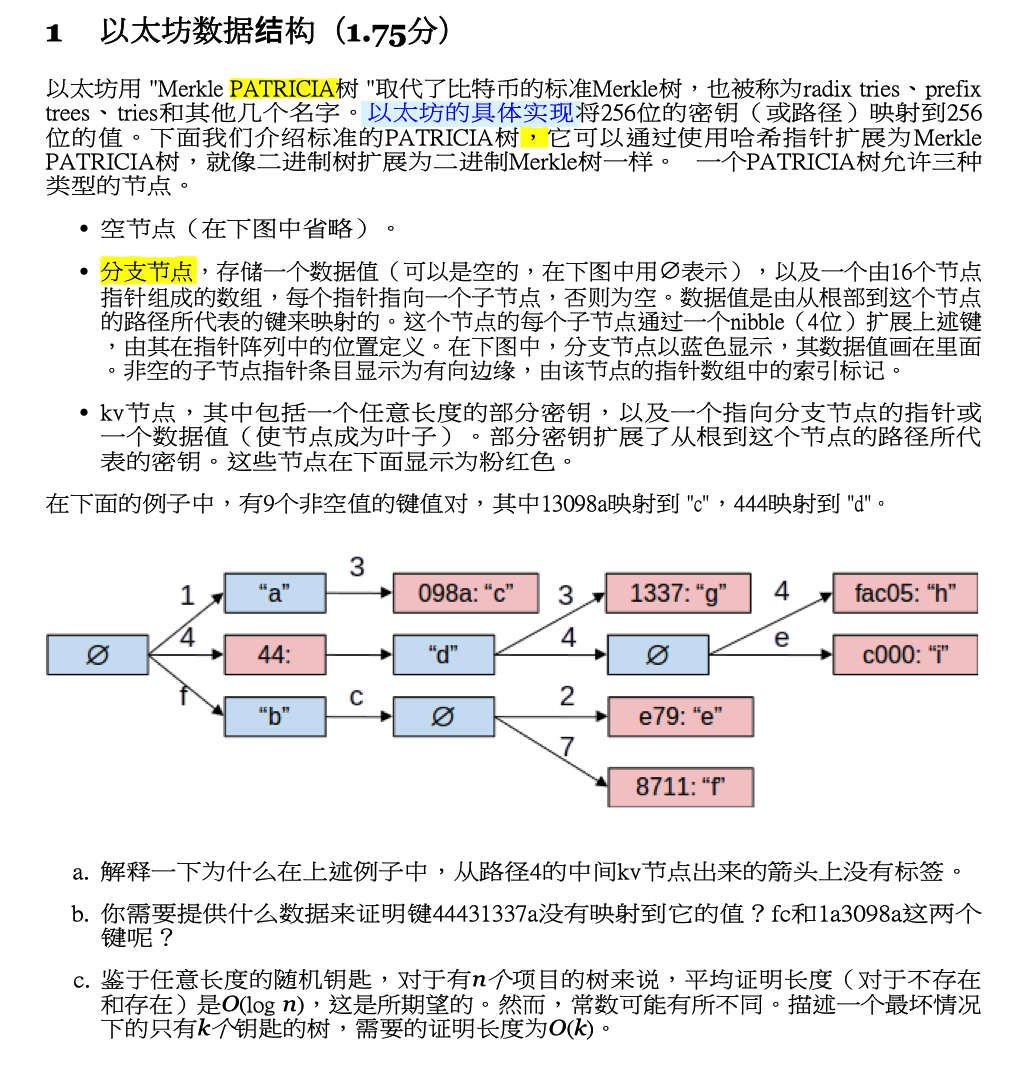 1 以太坊数据结构（1.75分）
以太坊用 "Merkle PATRICIA树 "取代了比特币的标准Merkle树，也被称为radix tries、prefix
trees、tries和其他几个名字。以太坊的具体实现将256位的密钥（或路径）映射到256
位的值。下面我们介绍标准的PATRICIA树，它可以通过使用哈希指针扩展为Merkle
PATRICIA树，就像二进制树扩展为二进制Merkle树一样。 一个PATRICIA树允许三种
类型的节点。
• 空节点（在下图中省略）。
• 分支节点，存储一个数据值（可以是空的，在下图中用∅表示），以及一个由16个节点
指针组成的数组，每个指针指向一个子节点，否则为空。数据值是由从根部到这个节点
的路径所代表的键来映射的。这个节点的每个子节点通过一个nibble（4位）扩展上述键
，由其在指针阵列中的位置定义。在下图中，分支节点以蓝色显示，其数据值画在里面
。非空的子节点指针条目显示为有向边缘，由该节点的指针数组中的索引标记。
• kv节点，其中包括一个任意长度的部分密钥，以及一个指向分支节点的指针或
一个数据值（使节点成为叶子）。部分密钥扩展了从根到这个节点的路径所代
表的密钥。这些节点在下面显示为粉红色。
在下面的例子中，有9个非空值的键值对，其中13098a映射到 "c"，444映射到 "d"。
1 “a” 3 098a: “c” 3 1337: “g” 4 fac05: “h”
∅ 4 44: “d” 4 ∅ e c000: “i”
f “b” c ∅ 2 e79: “e”
7 8711: “f”
a. 解释一下为什么在上述例子中，从路径4的中间kv节点出来的箭头上没有标签。
b. 你需要提供什么数据来证明键44431337a没有映射到它的值？fc和1a3098a这两个
键呢？
c. 鉴于任意长度的随机钥匙，对于有n个项目的树来说，平均证明长度（对于不存在
和存在）是O(log n)，这是所期望的。然而，常数可能有所不同。描述一个最坏情况
下的只有k个钥匙的树，需要的证明长度为O(k)。